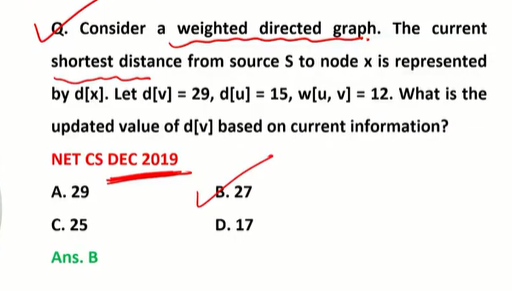 Q. Consider a weighted directed graph. The current
shortest distance from source S to node x is represented
by d[x]. Let d[v] = 29, d[u] = 15, w[u, v] = 12. What is the
updated value of d[v] based on current information?
NET CS DEC 2019
A. 29 B. 27
C. 25 D. 17
Ans. B